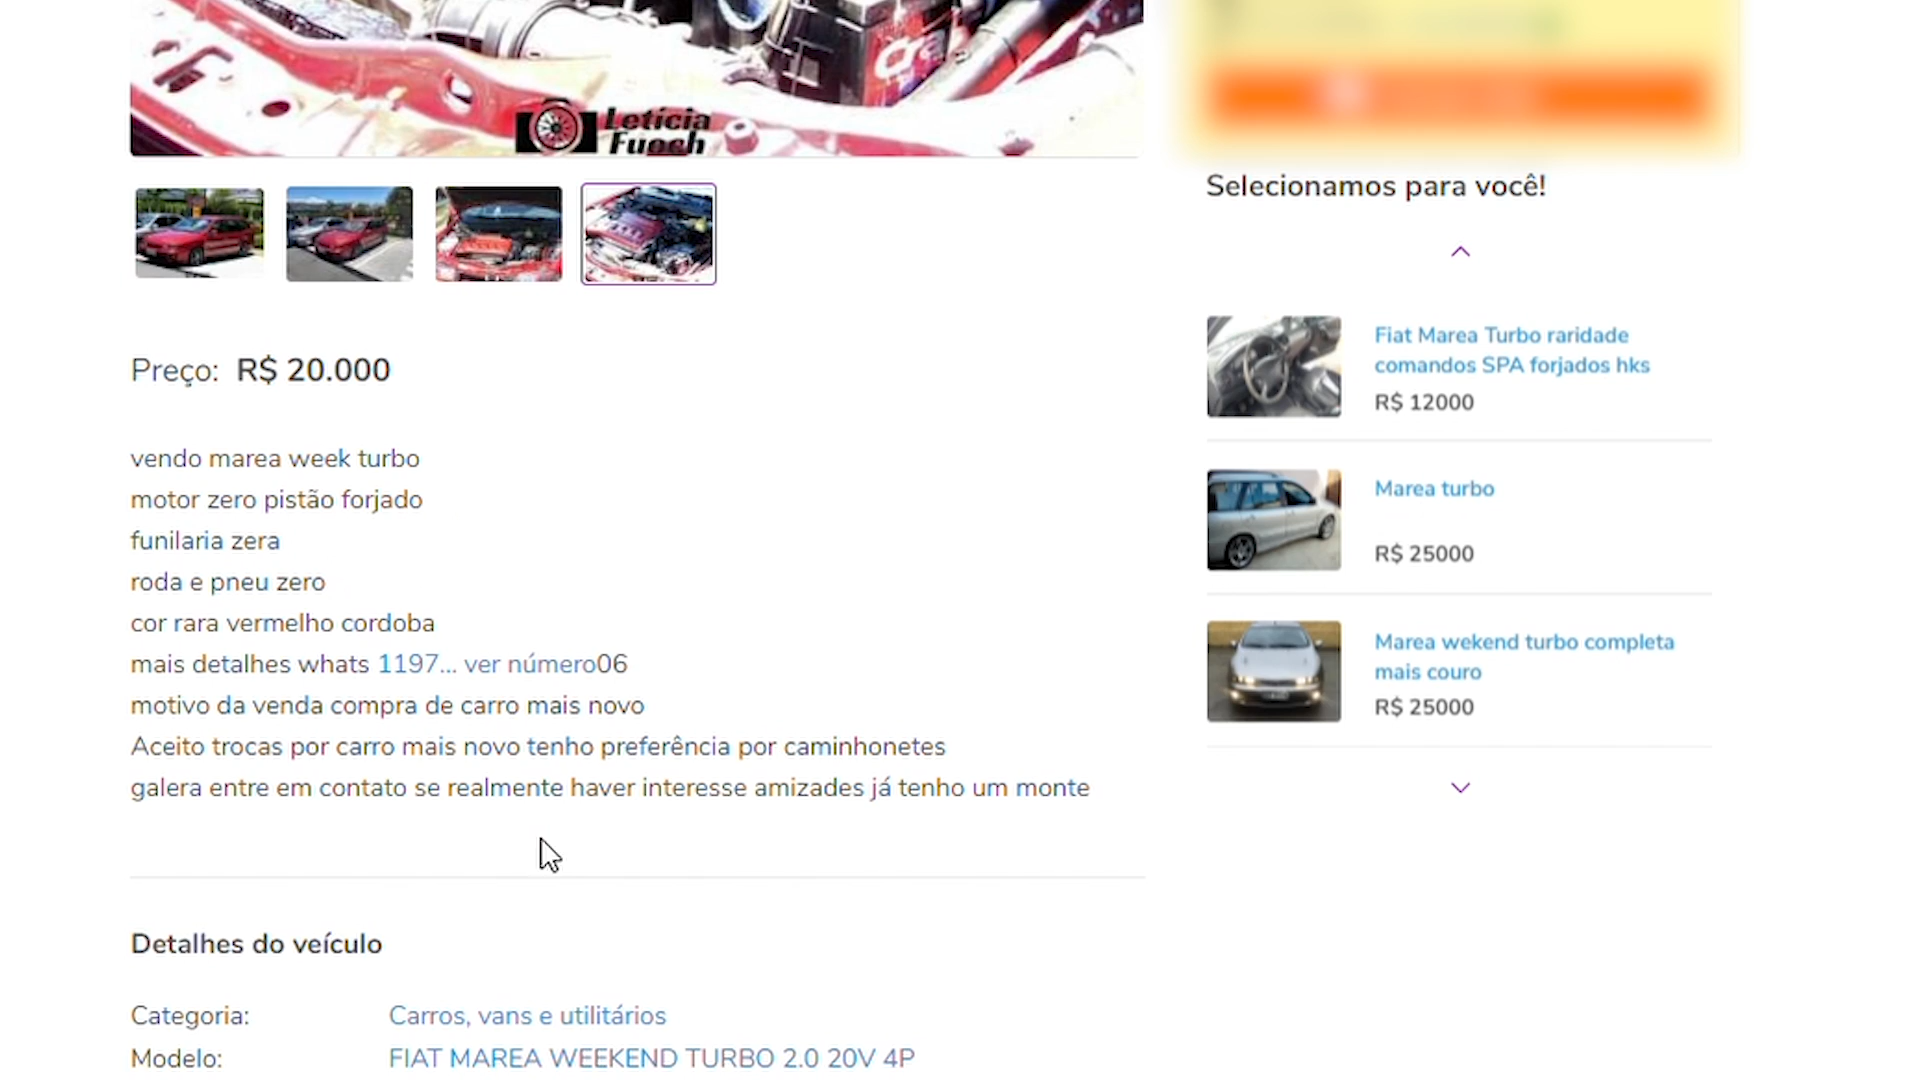 Cra
Letícia
Fuoch
Selecionamos para você!
Preço: R$ 20.000
Fiat Marea Turbo raridade
comandos SPA forjados hks
R$ 12000
vendo marea week turbo
motor zero pistão forjado
funilaria zera
roda e pneu zero
cor rara vermelho cordoba
mais detalhes whats 1197... ver número06
motivo da venda compra de carro mais novo
Aceito trocas por carro mais novo tenho preferência por caminhonetes
galera entre em contato se realmente haver interesse amizades já tenho um monte
Marea turbo
R$ 25000
Marea wekend turbo completa
mais couro
R$ 25000
Detalhes do veículo
Categoria: Carros, vans e utilitários
Modelo: FIAT MAREA WEEKEND TURBO 2.0 20V 4P